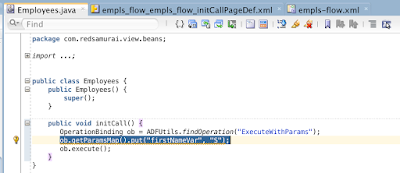 Employees.java
empls_flow_empls_flow_initCallPageDef.xml
empls-flow.xml
Find
package com.redsamurai.view.beans;
import ...;
public class Employees {
public Employees() {
super();
}
public void initCall() {
OperationBinding ob = ADFUtils.findOperation("ExecuteWithParams");
ob.getParamsMap().put("firstNameVar", "S");
ob.execute();
}
}